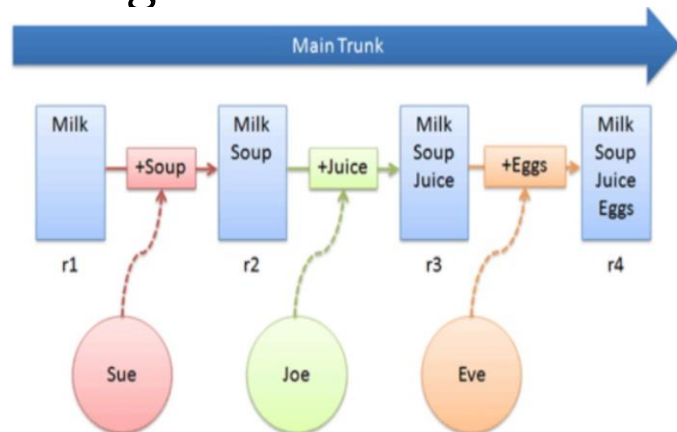 g
Main Trunk
Milk
+Soup
Milk
Soup
+Juice
Milk
Soup
Juice
+Eggs
Milk
Soup
Juice
Eggs
r1
r2
r3
r4
Sue
Joe
Eve